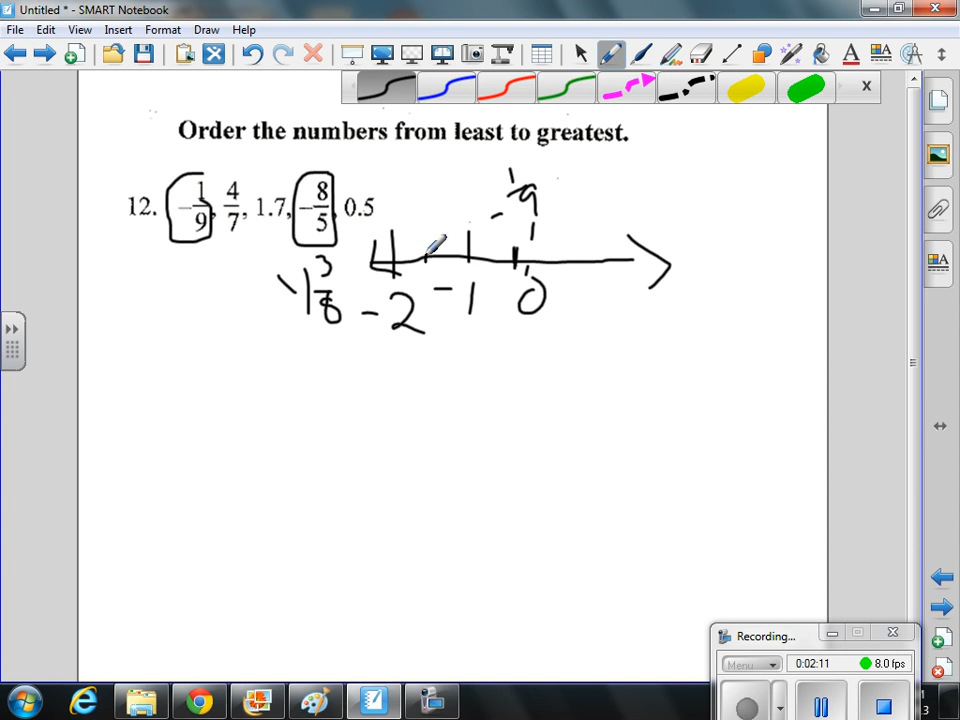 Untitled * - SMART Notebook
File Edit View Insert Format Draw Help
A
x
Order the numbers from least to greatest.
12. -1/9, 4/7, 1.7, -8/5, 0.5
- 1/9
-2 -1 0
Recording...
Menu 0:02:11 8.0 fps